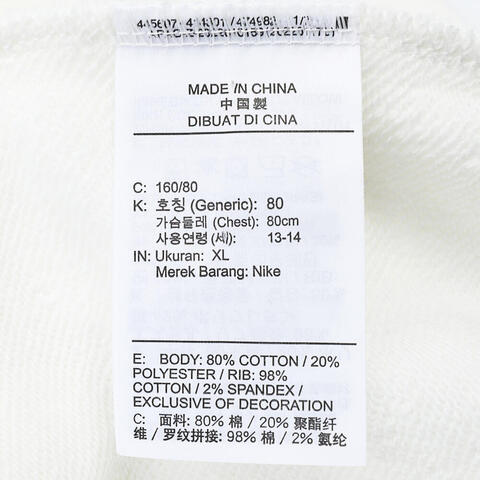 MADE IN CHINA
中国製
DIBUAT DI CINA
C: 160/80
K: 호칭 (Generic): 80
가슴둘레 (Chest): 80cm
사용연령 (세): 13-14
IN: Ukuran: XL
Merek Barang: Nike
E: BODY: 80% COTTON / 20%
POLYESTER / RIB: 98%
COTTON / 2% SPANDEX /
EXCLUSIVE OF DECORATION
C: 面料: 80% 棉 / 20% 聚酯纤
维 / 罗纹拼接: 98% 棉 / 2% 氨纶